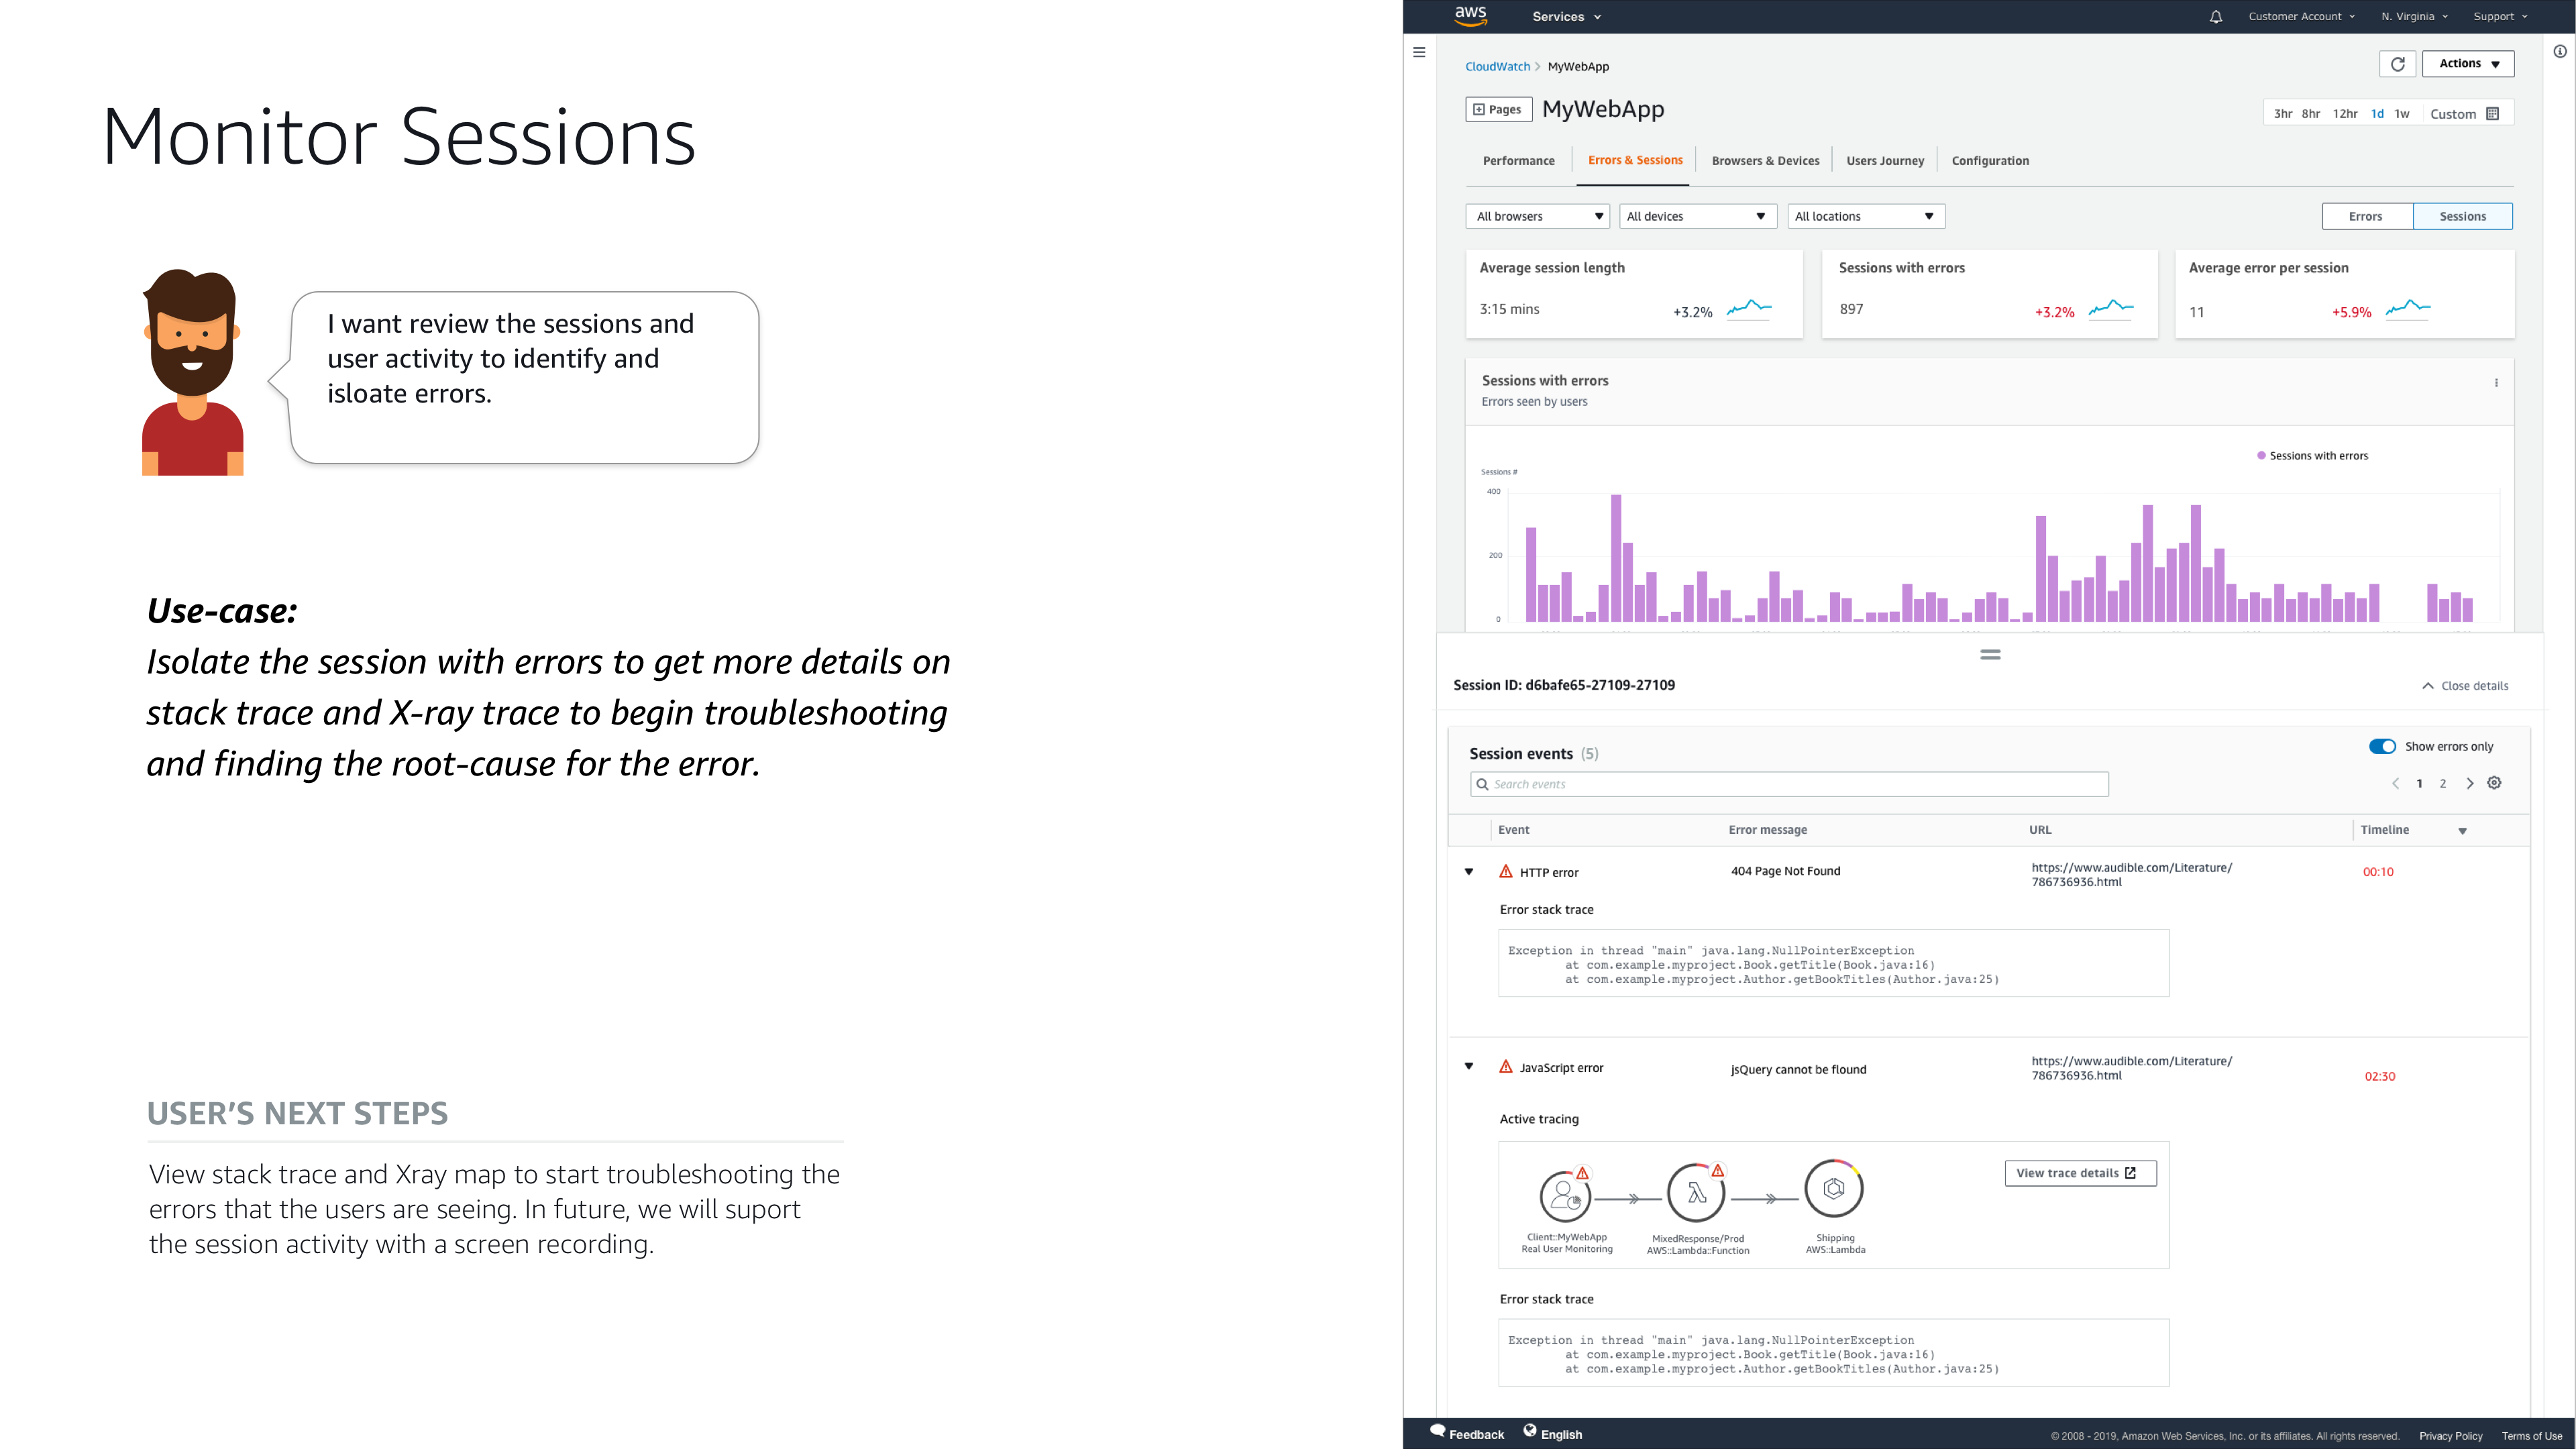 Monitor Sessions
I want review the sessions and
user activity to identify and
isloate errors.
Use-case:
Isolate the session with errors to get more details on
stack trace and X-ray trace to begin troubleshooting
and finding the root-cause for the error.
USER'S NEXT STEPS
View stack trace and Xray map to start troubleshooting the
errors that the users are seeing. In future, we will suport
the session activity with a screen recording.
aws Services Customer Account N. Virginia Support
CloudWatch > MyWebApp Actions
Pages MyWebApp 3hr 8hr 12hr 1d 1w Custom
Performance Errors & Sessions Browsers & Devices Users Journey Configuration
All browsers All devices All locations Errors Sessions
Average session length Sessions with errors Average error per session
3:15 mins +3.2% 897 +3.2% 11 +5.9%
Sessions with errors
Errors seen by users
Sessions with errors
Sessions #
400
200
0
Session ID: d6bafe65-27109-27109 Close details
Session events (5) Show errors only
Search events 1 2
Event Error message URL Timeline
HTTP error 404 Page Not Found https://www.audible.com/Literature/
786736936.html 00:10
Error stack trace
Exception in thread "main" java.lang.NullPointerException
at com.example.myproject.Book.getTitle(Book.java:16)
at com.example.myproject.Author.getBookTitles(Author.java:25)
JavaScript error jsQuery cannot be flound https://www.audible.com/Literature/
786736936.html 02:30
Active tracing
View trace details
Client::MyWebApp MixedResponse/Prod Shipping
Real User Monitoring AWS::Lambda::Function AWS::Lambda
Error stack trace
Exception in thread "main" java.lang.NullPointerException
at com.example.myproject.Book.getTitle(Book.java:16)
at com.example.myproject.Author.getBookTitles(Author.java:25)
Feedback English © 2008 - 2019, Amazon Web Services, Inc. or its affiliates. All rights reserved. Privacy Policy Terms of Use